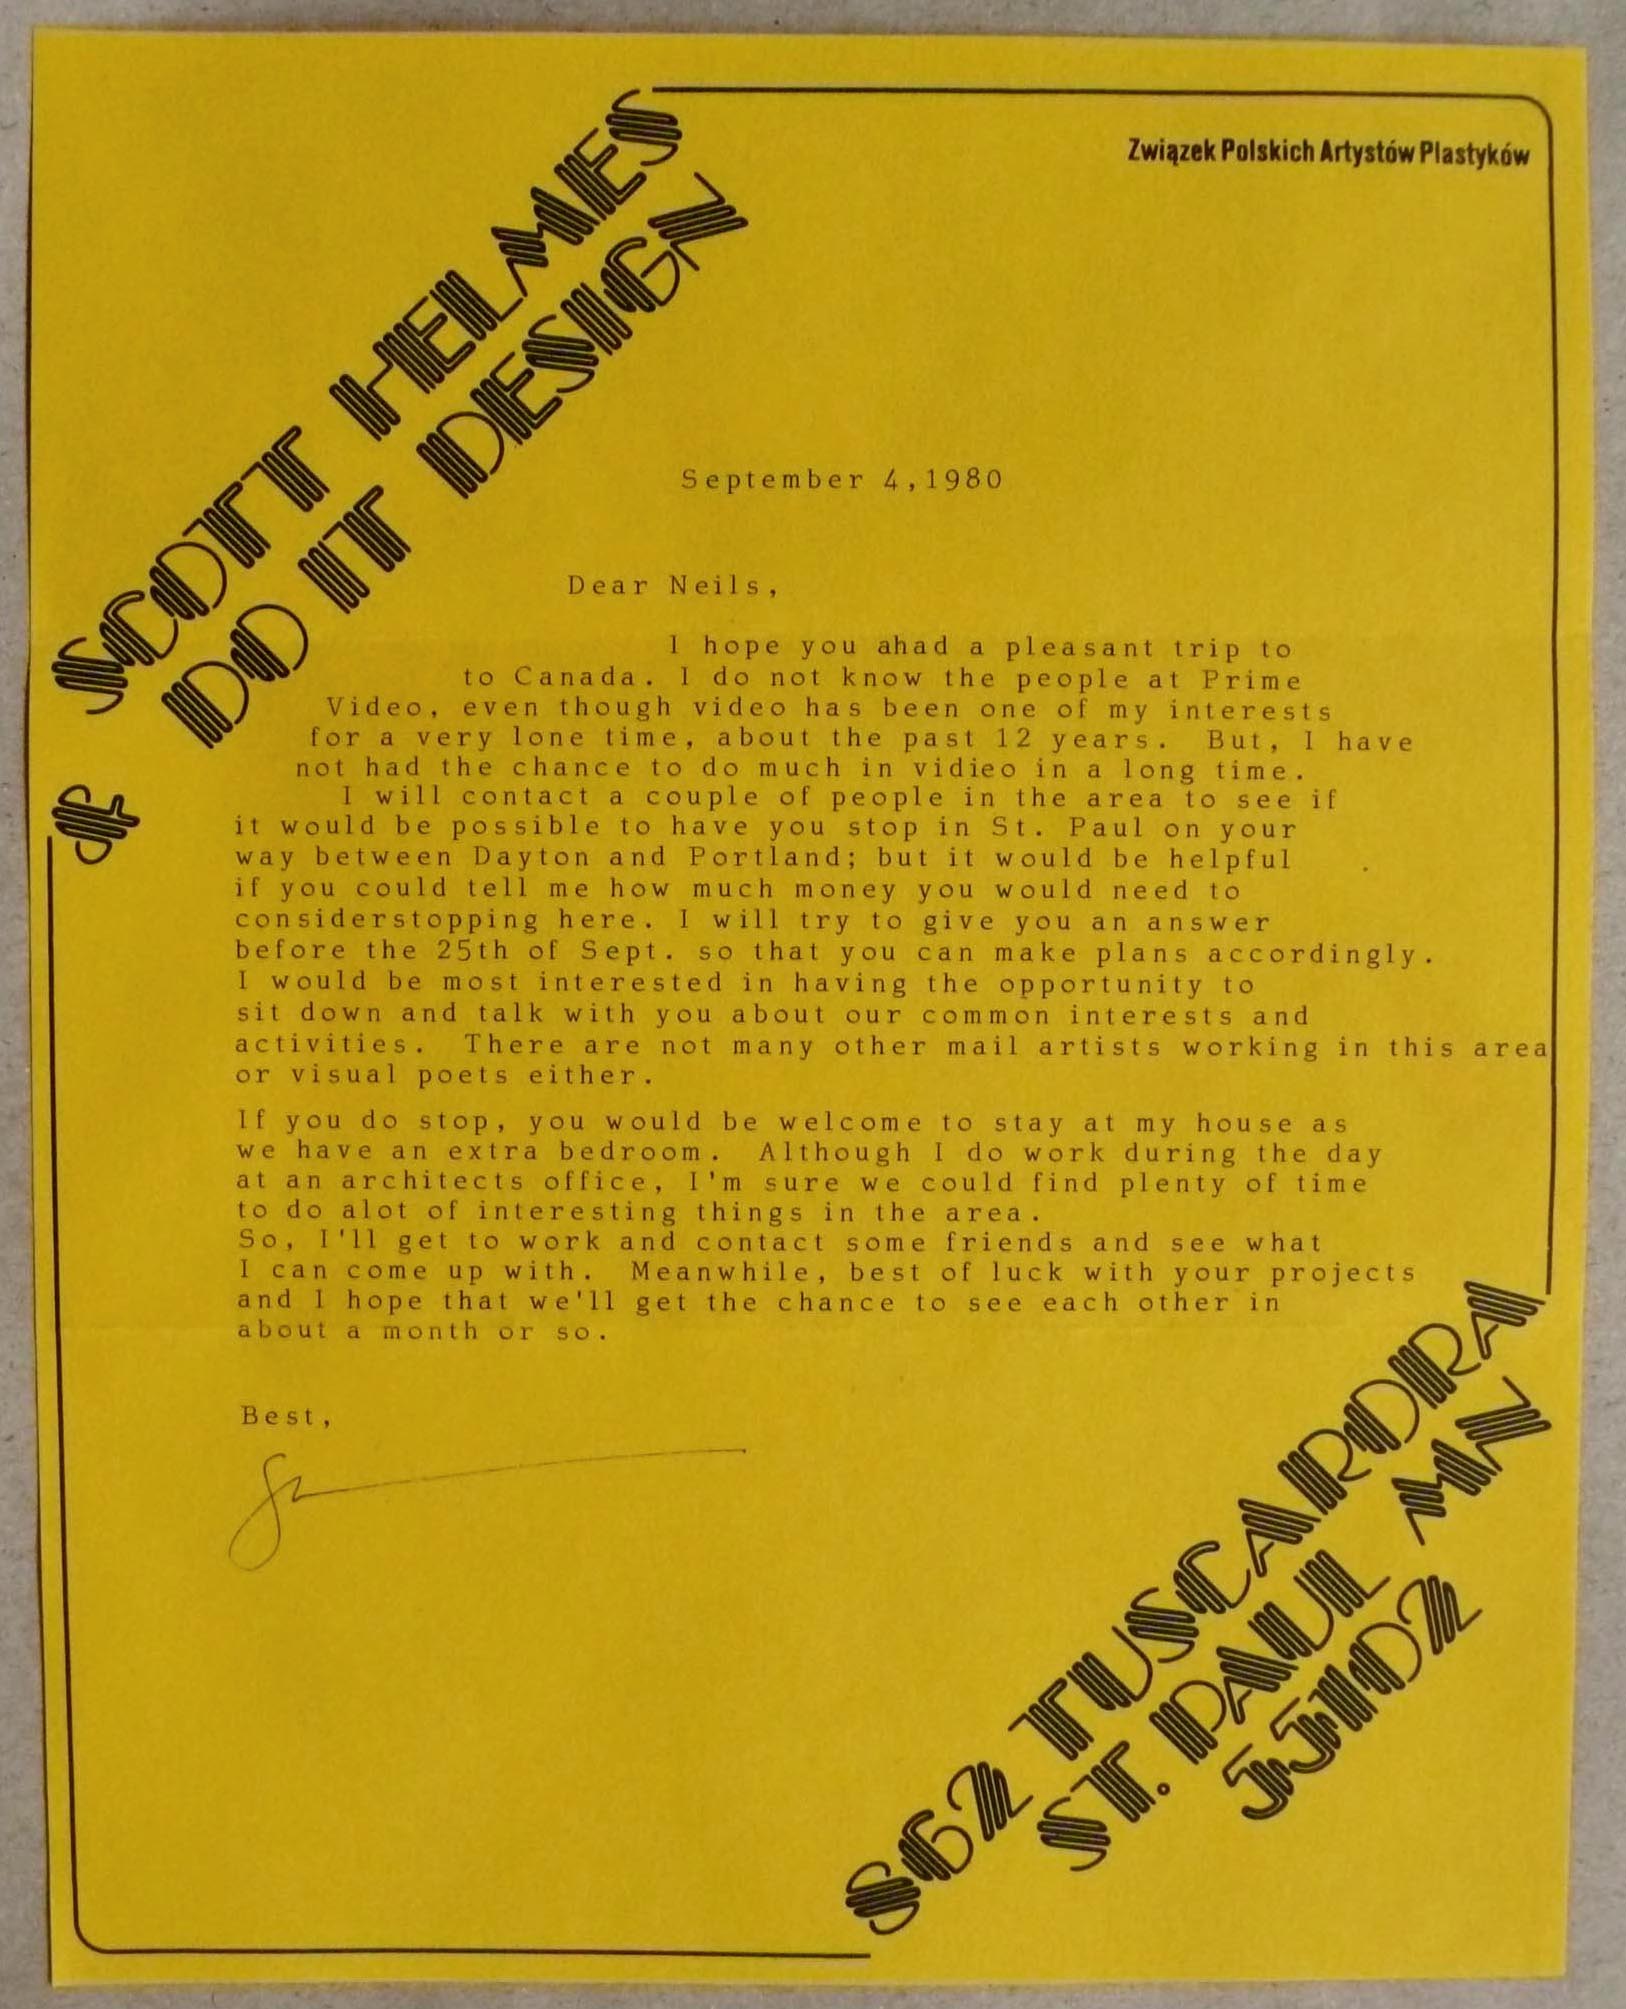 SCOTT HELMES
DO IT DESIGN
Związek Polskich Artystów Plastyków
September 4,1980
Dear Neils,
I hope you ahad a pleasant trip to
to Canada. I do not know the people at Prime
Video, even though video has been one of my interests
for a very lone time, about the past 12 years. But, I have
not had the chance to do much in vidieo in a long time.
I will contact a couple of people in the area to see if
it would be possible to have you stop in St. Paul on your
way between Dayton and Portland; but it would be helpful
if you could tell me how much money you would need to
considerstopping here. I will try to give you an answer
before the 25th of Sept. so that you can make plans accordingly.
I would be most interested in having the opportunity to
sit down and talk with you about our common interests and
activities. There are not many other mail artists working in this area
or visual poets either.
If you do stop, you would be welcome to stay at my house as
we have an extra bedroom. Although I do work during the day
at an architects office, I'm sure we could find plenty of time
to do alot of interesting things in the area.
So, I'll get to work and contact some friends and see what
I can come up with. Meanwhile, best of luck with your projects
and I hope that we'll get the chance to see each other in
about a month or so.
Best,
862 TUSCARORA
ST. PAUL MN
55102